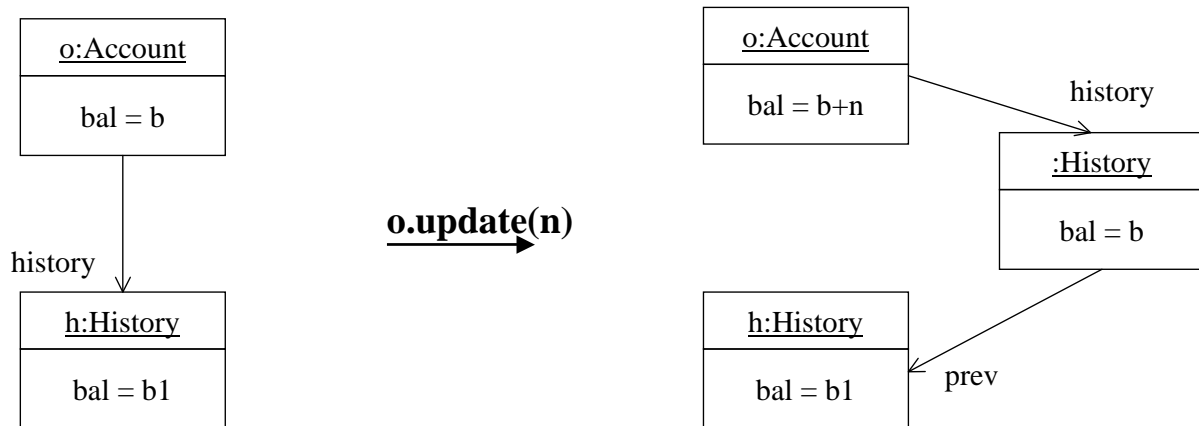 o:Account
bal = b
history
h:History
bal = b1
o.update(n)
o:Account
bal = b+n
history
:History
bal = b
prev
h:History
bal = b1